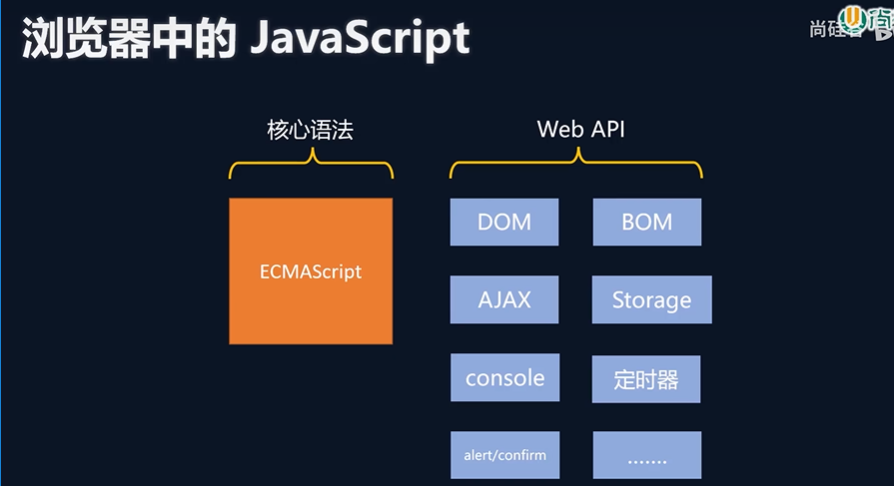 浏览器中的 JavaScript
尚硅谷
核心语法
Web API
ECMAScript
DOM
BOM
AJAX
Storage
console
定时器
alert/confirm
.......